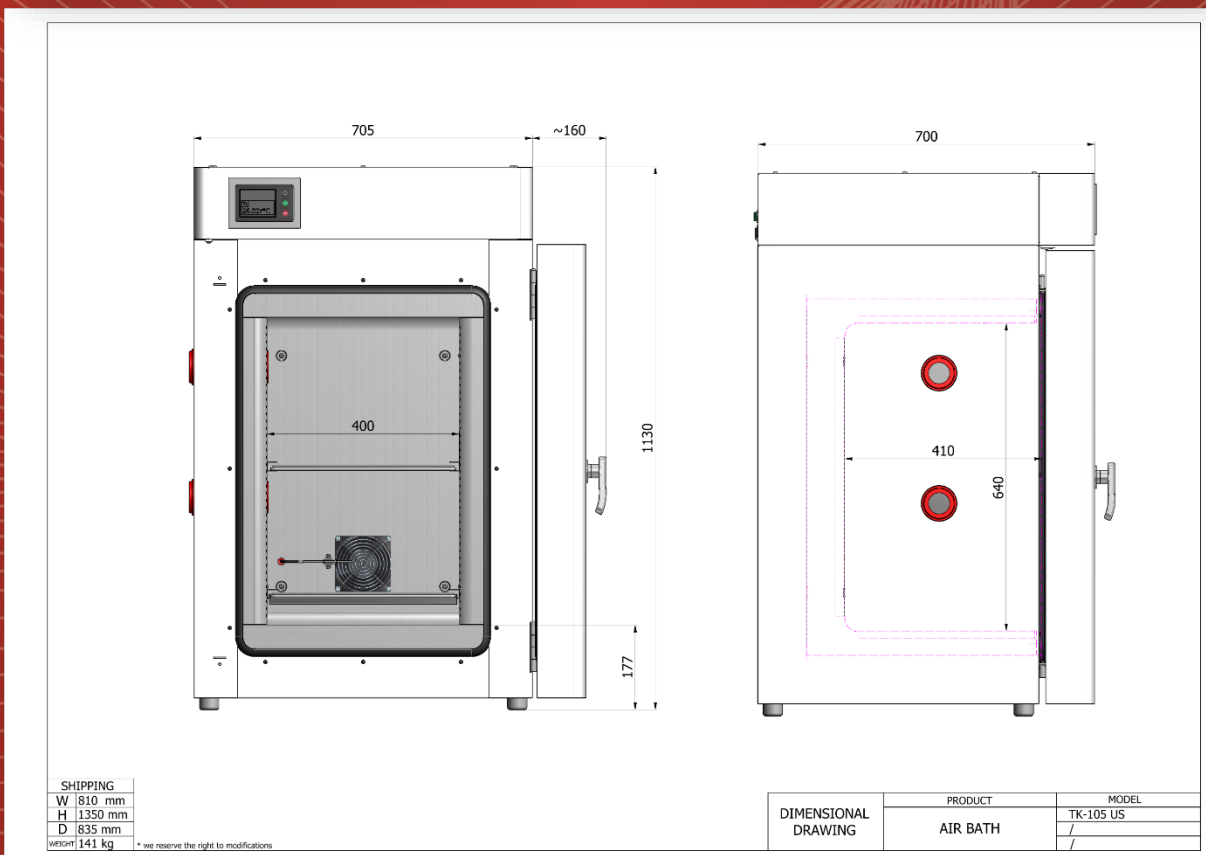 705
~160
700
400
1130
410
640
177
SHIPPING
W 810 mm
H 1350 mm
D 835 mm
WEIGHT 141 kg
* we reserve the right to modifications
DIMENSIONAL
DRAWING
PRODUCT
AIR BATH
MODEL
TK-105 US
/
/